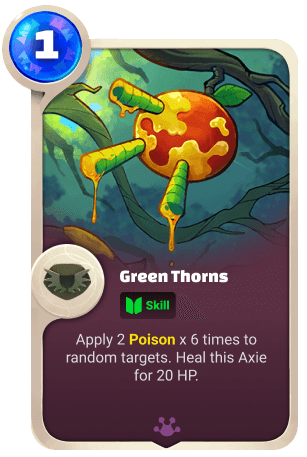 1
Green Thorns
Skill
Apply 2 Poison x 6 times to
random targets. Heal this Axie
for 20 HP.